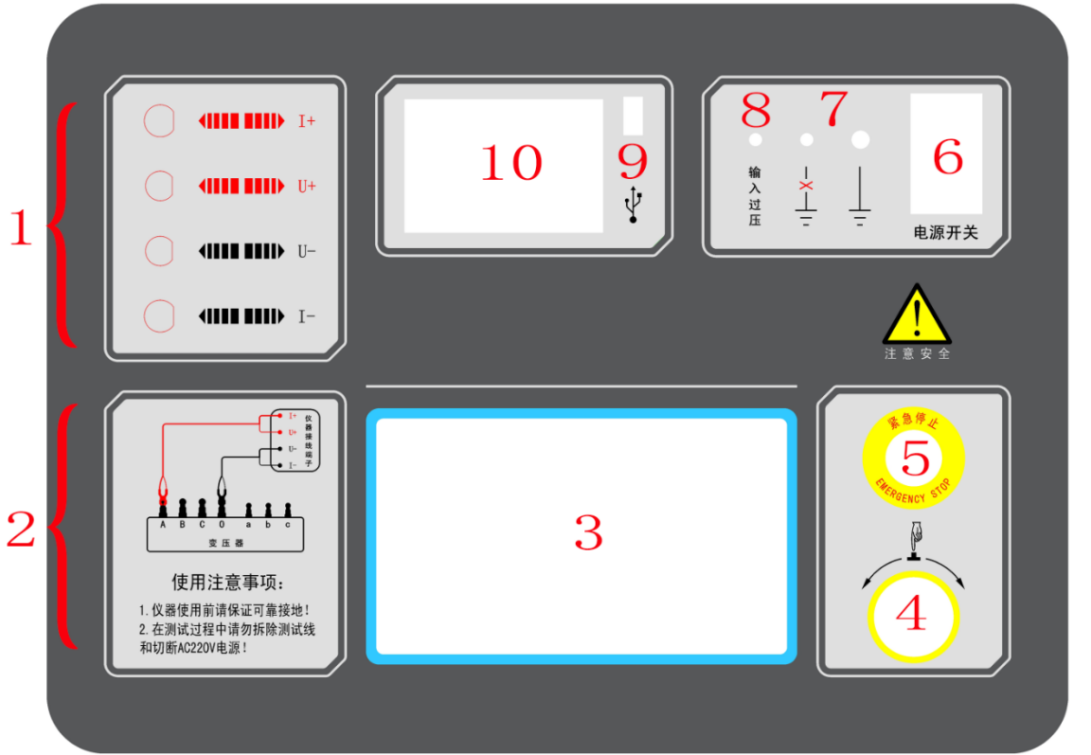 1
I+
U+
U-
I-
10
9
8
7
6
输入过压
电源开关
注意安全
2
I+
U+
U-
I-
仪器接线端子
A B C O a b c
变压器
使用注意事项：
1.仪器使用前请保证可靠接地！
2.在测试过程中请勿拆除测试线
和切断AC220V电源！
3
紧急停止
5
EMERGENCY STOP
4